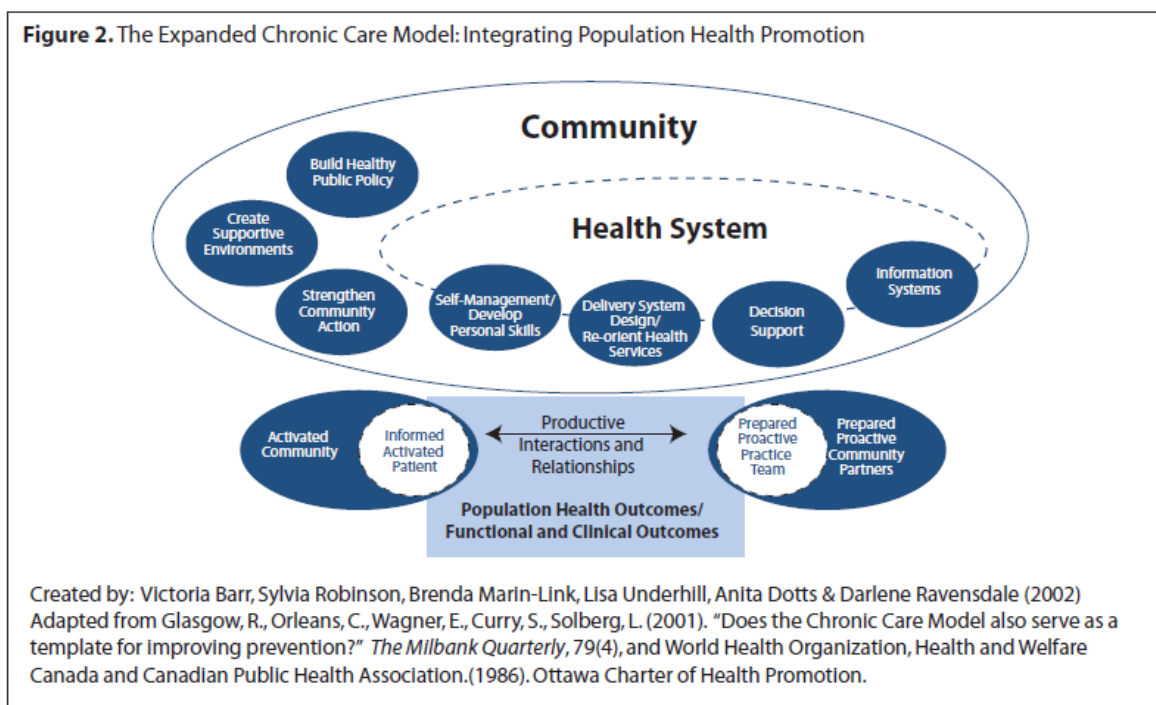 Figure 2. The Expanded Chronic Care Model: Integrating Population Health Promotion
Community
Build Healthy
Public Policy
Health System
Create
Supportive
Environments
Strengthen
Community
Action
Self-Management/
Develop
Personal Skills
Delivery System
Design/
Re-orient Health
Services
Decision
Support
Information
Systems
Activated
Community
Informed
Activated
Patient
Productive
Interactions and
Relationships
Prepared
Proactive
Practice
Team
Prepared
Proactive
Community
Partners
Population Health Outcomes/
Functional and Clinical Outcomes
Created by: Victoria Barr, Sylvia Robinson, Brenda Marin-Link, Lisa Underhill, Anita Dotts & Darlene Ravensdale (2002)
Adapted from Glasgow, R., Orleans, C., Wagner, E., Curry, S., Solberg, L. (2001). “Does the Chronic Care Model also serve as a
template for improving prevention?” The Milbank Quarterly, 79(4), and World Health Organization, Health and Welfare
Canada and Canadian Public Health Association.(1986). Ottawa Charter of Health Promotion.